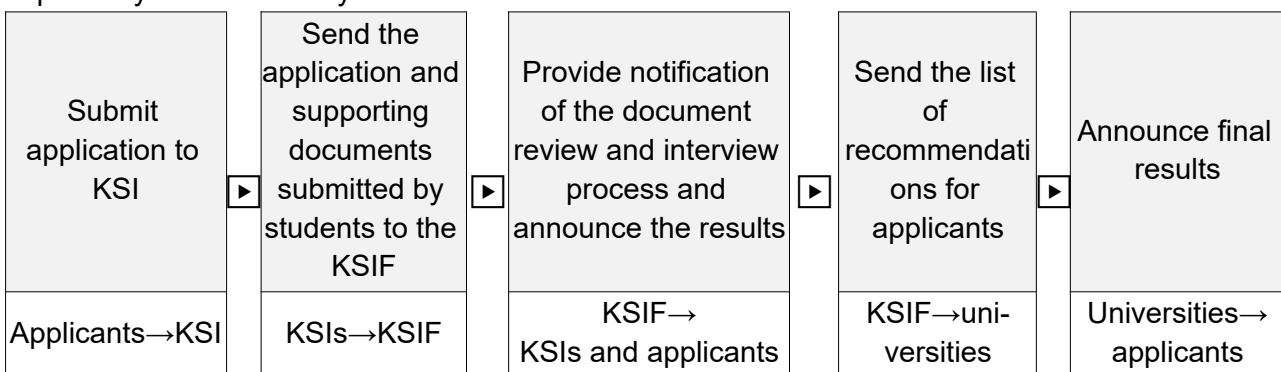 Submit
application to
KSI
▶
Send the
application and
supporting
documents
submitted by
students to the
KSIF
▶
Provide notification
of the document
review and interview
process and
announce the results
▶
Send the list
of
recommendati
ons for
applicants
▶
Announce final
results
Applicants→KSI
KSIs→KSIF
KSIF→
KSIs and applicants
KSIF→uni-
versities
Universities→
applicants